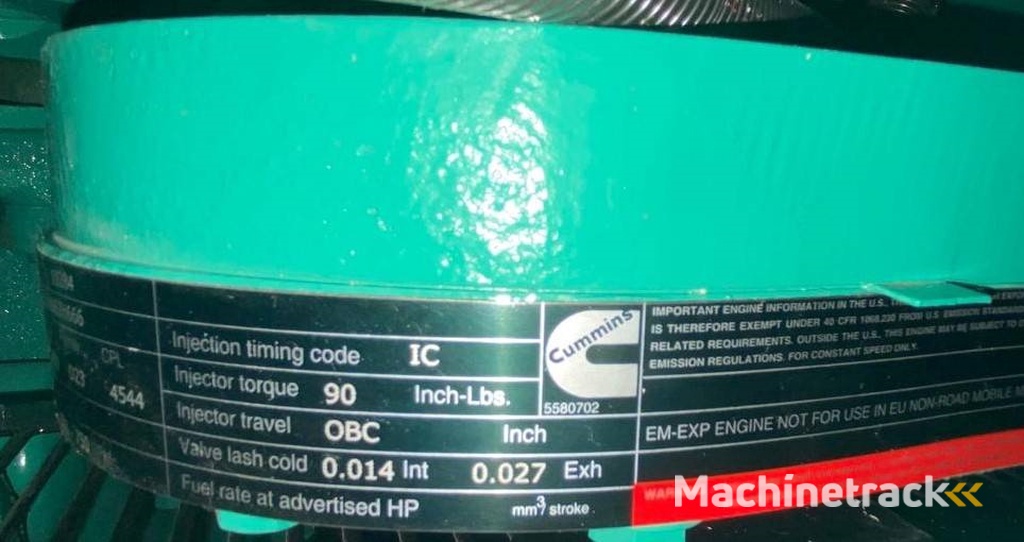 CPL
023 4544
Injection timing code IC
Injector torque 90 Inch-Lbs.
Injector travel OBC Inch
Valve lash cold 0.014 Int 0.027 Exh
Fuel rate at advertised HP mm3/ stroke
Cummins
5580702
IMPORTANT ENGINE INFORMATION IN THE U.S.,
IS THEREFORE EXEMPT UNDER 40 CFR 1068.230 FROM U.S EMISSION
RELATED REQUIREMENTS. OUTSIDE THE U.S., THIS ENGINE MAY BE SUBJECT TO
EMISSION REGULATIONS. FOR CONSTANT SPEED ONLY.
EM-EXP ENGINE NOT FOR USE IN EU NON-ROAD MOBILE
Machinetrack